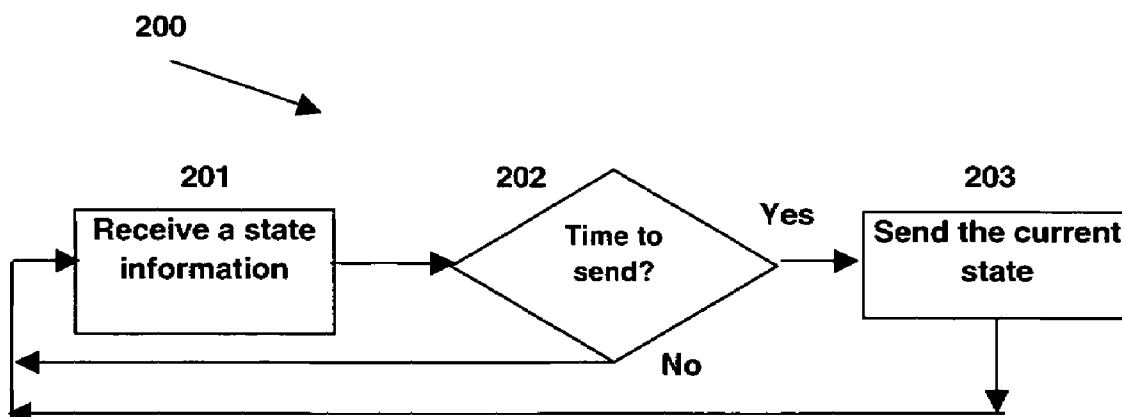 200
201
Receive a state
information
202
Time to
send?
Yes
No
203
Send the current
state